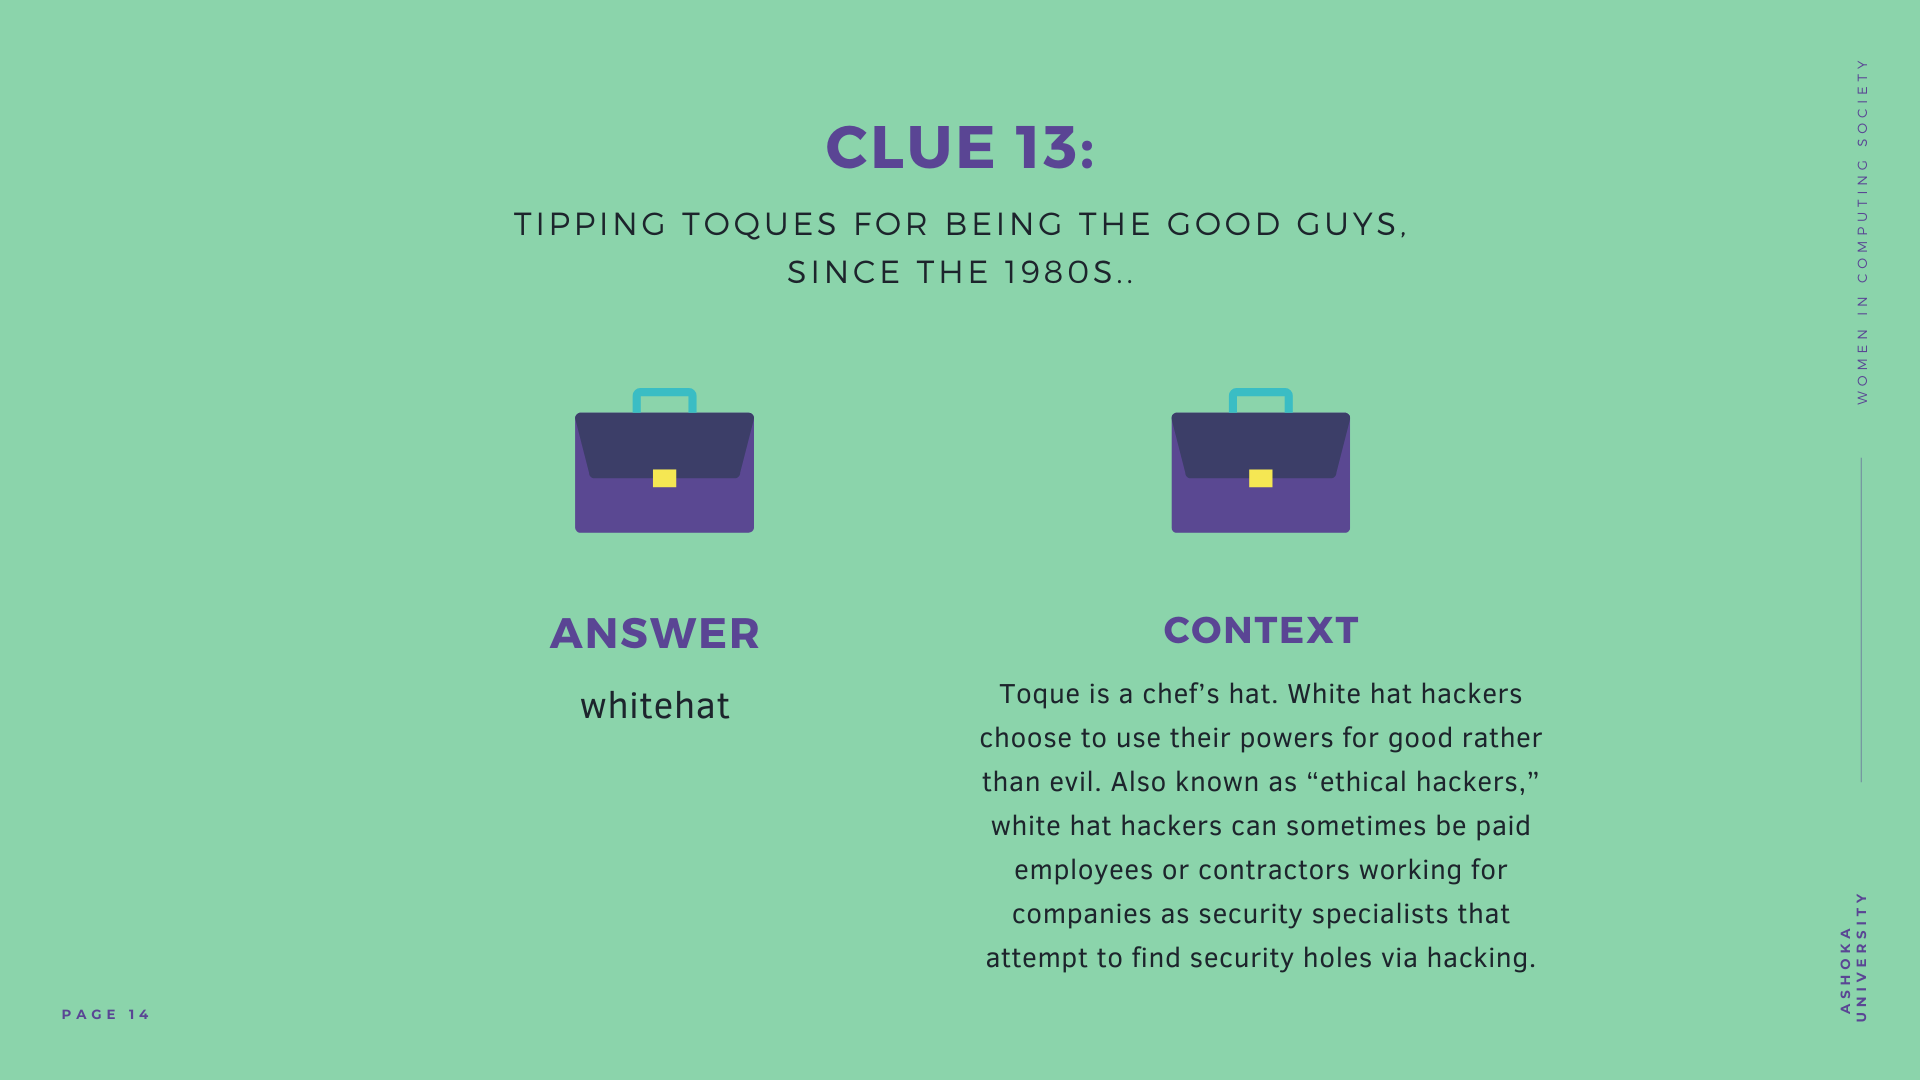 CLUE 13:
TIPPING TOQUES FOR BEING THE GOOD GUYS,
SINCE THE 1980S..
ANSWER
whitehat
CONTEXT
Toque is a chef’s hat. White hat hackers
choose to use their powers for good rather
than evil. Also known as “ethical hackers,”
white hat hackers can sometimes be paid
employees or contractors working for
companies as security specialists that
attempt to find security holes via hacking.
WOMEN IN COMPUTING SOCIETY
ASHOKA
UNIVERSITY
PAGE 14